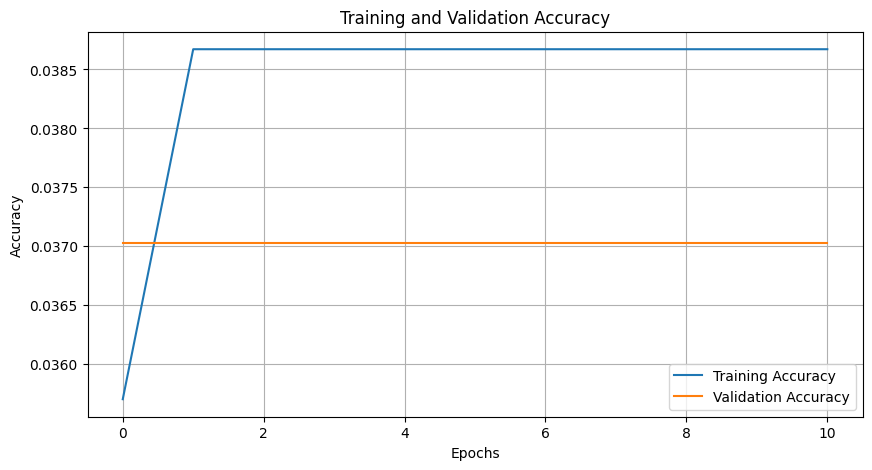 Training and Validation Accuracy
Accuracy
0.0385
0.0380
0.0375
0.0370
0.0365
0.0360
Training Accuracy
Validation Accuracy
0 2 4 6 8 10
Epochs